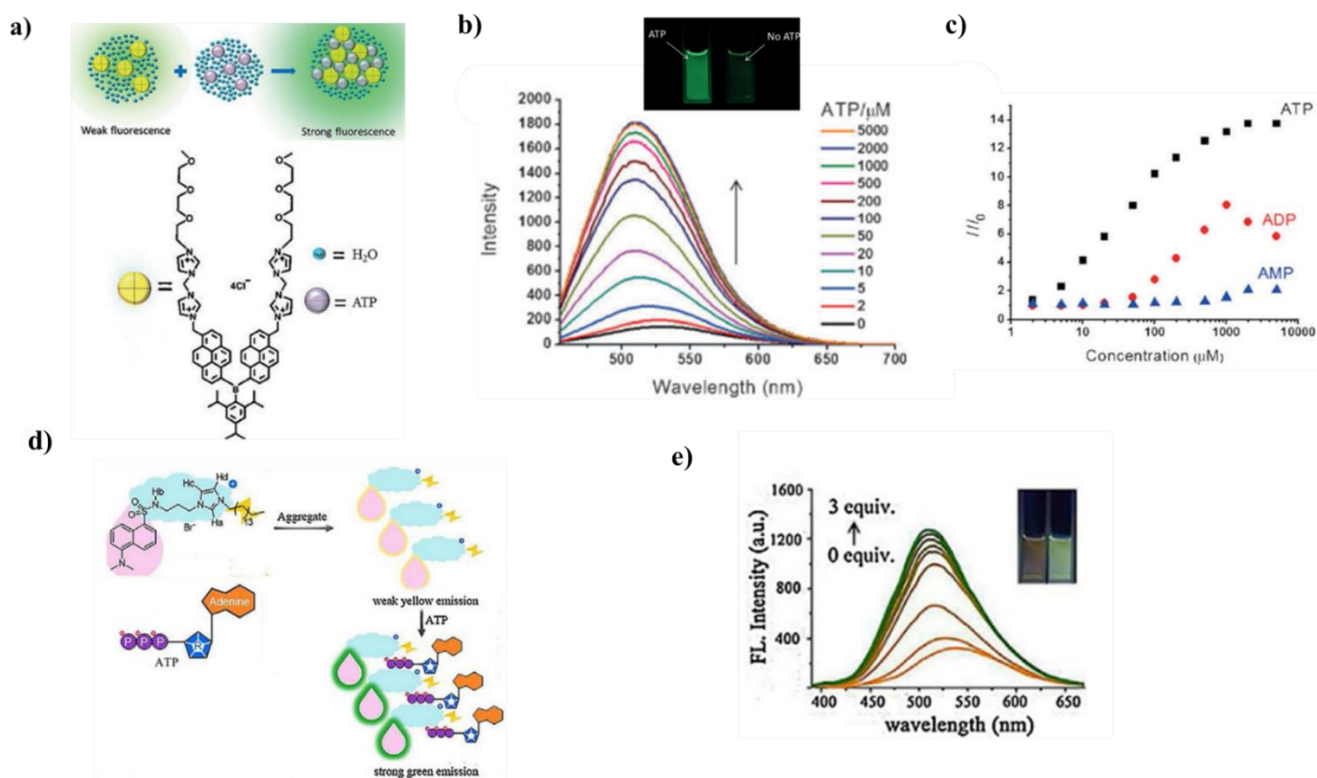 a)
Weak fluorescence
Strong fluorescence
4Cl⁻
= H₂O
= ATP
b)
ATP
No ATP
Intensity
2000
1800
1600
1400
1200
1000
800
600
400
200
0
500 550 600 650 700
Wavelength (nm)
ATP/µM
5000
2000
1000
500
200
100
50
20
10
5
2
0
c)
I/I₀
14
12
10
8
6
4
2
0
1 10 100 1000 10000
Concentration (µM)
ATP
ADP
AMP
d)
Hb
Hc
Hd
Ha
Br⁻
13
Aggregate
weak yellow emission
ATP
Adenine
P P P R
ATP
strong green emission
e)
FL. Intensity (a.u.)
1600
1200
800
400
400 450 500 550 600 650
wavelength (nm)
3 equiv.
0 equiv.